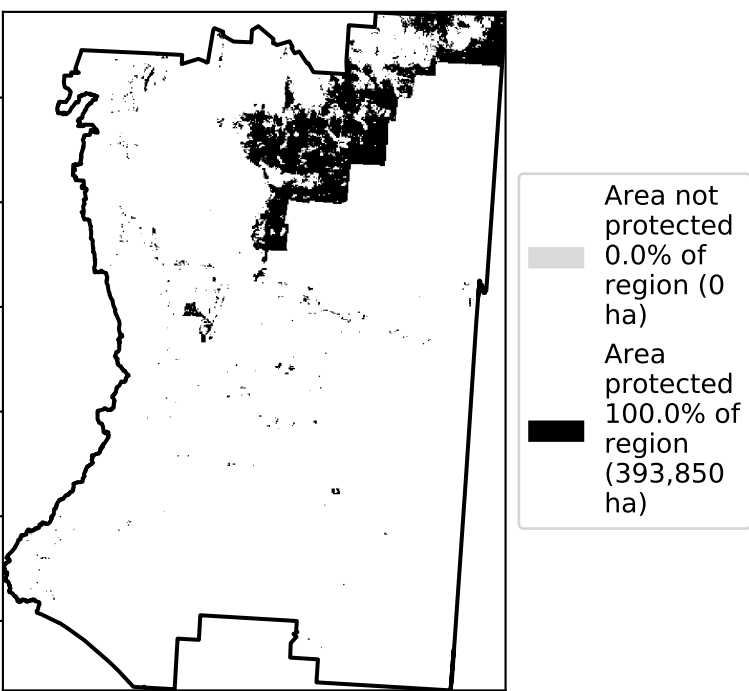 Area not
protected
0.0% of
region (0
ha)
Area
protected
100.0% of
region
(393,850
ha)